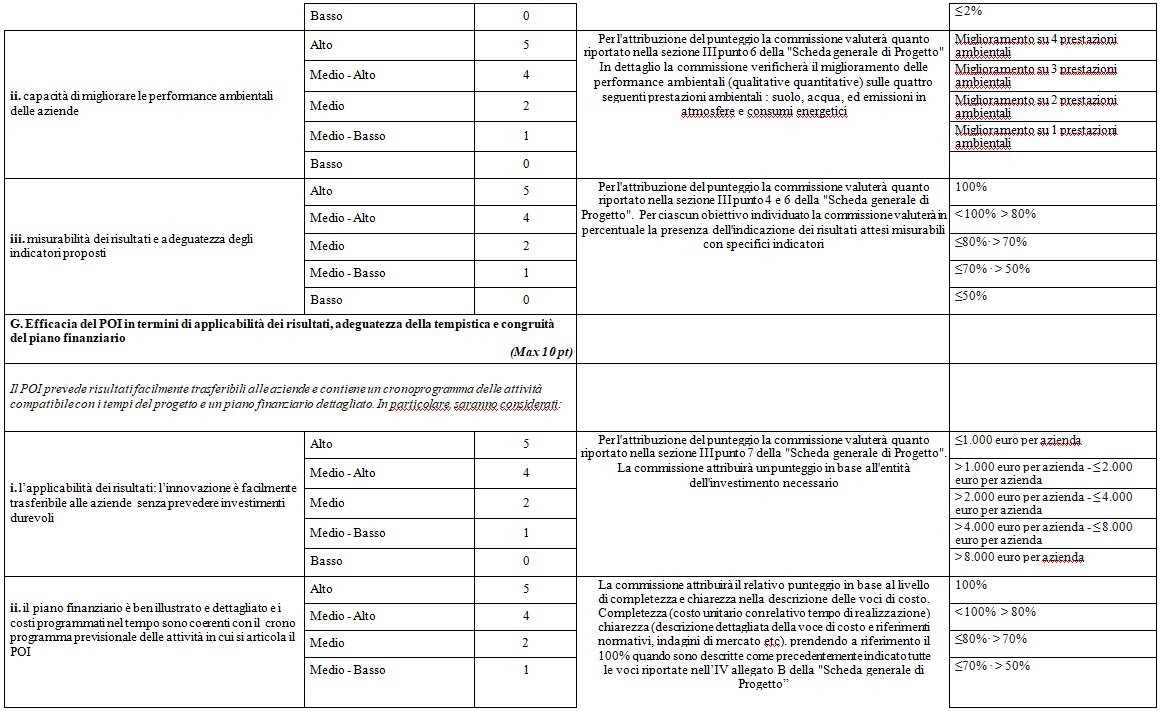 Basso 0 ≤2%
ii. capacità di migliorare le performance ambientali
delle aziende
Alto 5
Medio - Alto 4
Medio 2
Medio - Basso 1
Basso 0
Per l'attribuzione del punteggio la commissione valuterà quanto
riportato nella sezione III punto 6 della "Scheda generale di Progetto"
In dettaglio la commissione verificherà il miglioramento delle
performance ambientali (qualitative quantitative) sulle quattro
seguenti prestazioni ambientali : suolo, acqua, ed emissioni in
atmosfere e consumi energetici
Miglioramento su 4 prestazioni
ambientali
Miglioramento su 3 prestazioni
ambientali
Miglioramento su 2 prestazioni
ambientali
Miglioramento su 1 prestazioni
ambientali
iii. misurabilità dei risultati e adeguatezza degli
indicatori proposti
Alto 5
Medio - Alto 4
Medio 2
Medio - Basso 1
Basso 0
Per l'attribuzione del punteggio la commissione valuterà quanto
riportato nella sezione III punto 4 e 6 della "Scheda generale di
Progetto". Per ciascun obiettivo individuato la commissione valuterà in
percentuale la presenza dell'indicazione dei risultati attesi misurabili
con specifici indicatori
100%
<100% > 80%
≤80%- > 70%
≤70% - > 50%
≤50%
G. Efficacia del POI in termini di applicabilità dei risultati, adeguatezza della tempistica e congruità
del piano finanziario
(Max 10 pt)
Il POI prevede risultati facilmente trasferibili alle aziende e contiene un cronoprogramma delle attività
compatibile con i tempi del progetto e un piano finanziario dettagliato. In particolare, saranno considerati:
i. l'applicabilità dei risultati: l'innovazione è facilmente
trasferibile alle aziende senza prevedere investimenti
durevoli
Alto 5
Medio - Alto 4
Medio 2
Medio - Basso 1
Basso 0
Per l'attribuzione del punteggio la commissione valuterà quanto
riportato nella sezione III punto 7 della "Scheda generale di Progetto".
La commissione attribuirà un punteggio in base all'entità
dell'investimento necessario
≤1.000 euro per azienda
>1.000 euro per azienda - ≤2.000
euro per azienda
>2.000 euro per azienda - ≤4.000
euro per azienda
>4.000 euro per azienda - ≤8.000
euro per azienda
>8.000 euro per azienda
ii. il piano finanziario è ben illustrato e dettagliato e i
costi programmati nel tempo sono coerenti con il crono
programma previsionale delle attività in cui si articola il
POI
Alto 5
Medio - Alto 4
Medio 2
Medio - Basso 1
La commissione attribuirà il relativo punteggio in base al livello
di completezza e chiarezza nella descrizione delle voci di costo.
Completezza (costo unitario con relativo tempo di realizzazione)
chiarezza (descrizione dettagliata della voce di costo e riferimenti
normativi, indagini di mercato etc). prendendo a riferimento il
100% quando sono descritte come precedentemente indicato tutte
le voci riportate nell'IV allegato B della "Scheda generale di
Progetto"
100%
<100% > 80%
≤80%- > 70%
≤70% - > 50%